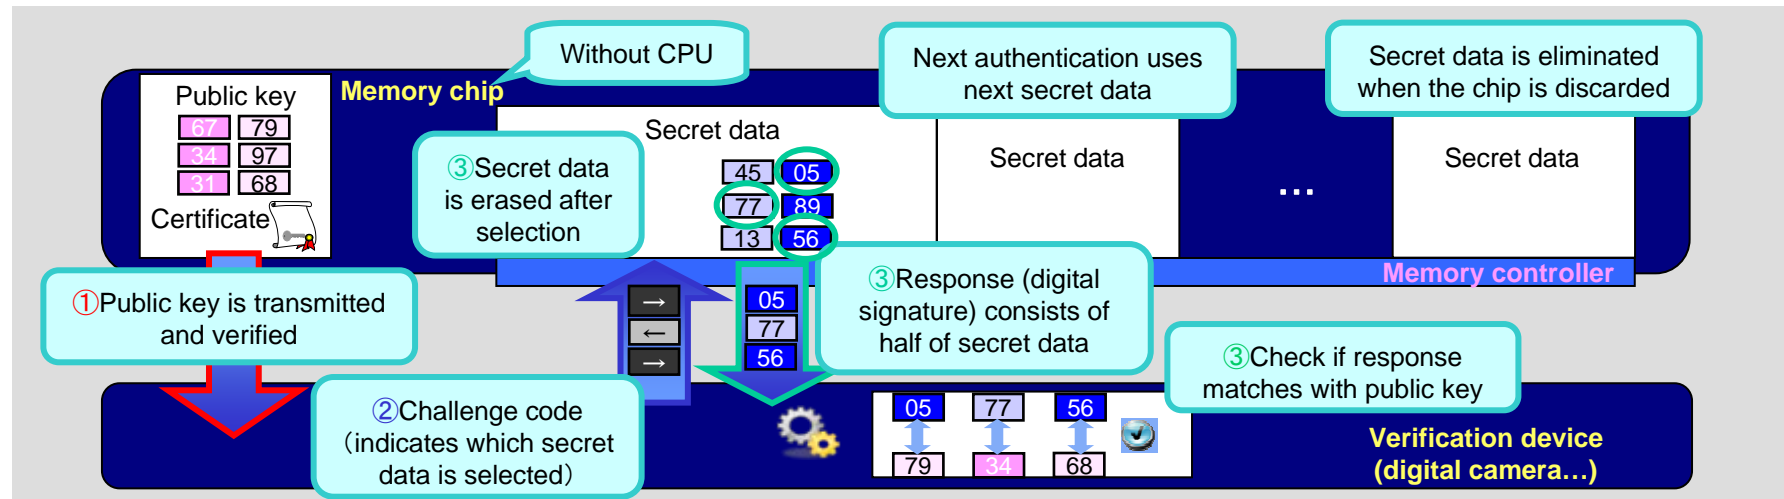 Without CPU
Next authentication uses
next secret data
Secret data is eliminated
when the chip is discarded
Memory chip
Public key
67 79
34 97
31 68
Certificate
③Secret data
is erased after
selection
Secret data
45 05
77 89
13 56
Secret data
…
Secret data
Memory controller
①Public key is transmitted
and verified
→
←
→
05
77
56
③Response (digital
signature) consists of
half of secret data
③Check if response
matches with public key
②Challenge code
（indicates which secret
data is selected）
05 77 56
79 34 68
Verification device
(digital camera…)